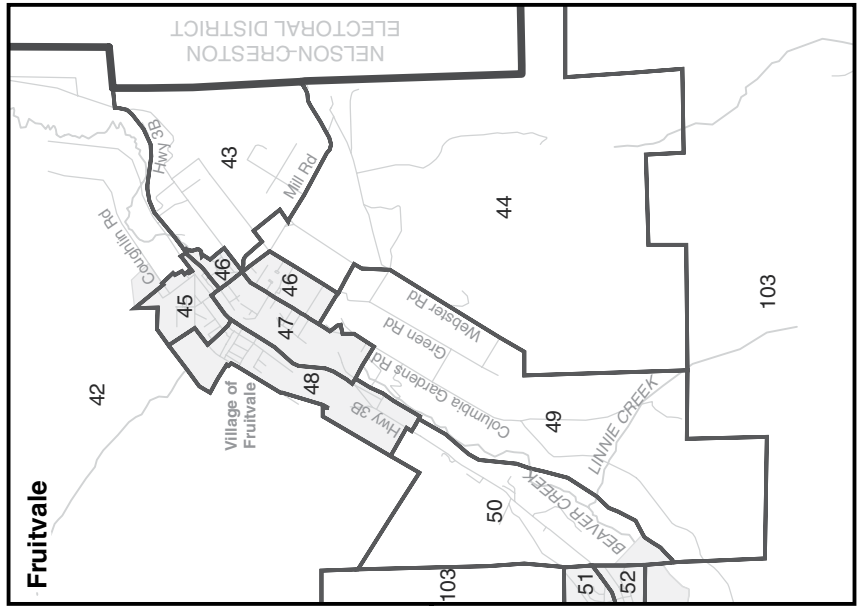 Fruitvale
NELSON-CRESTON
ELECTORAL DISTRICT
42
Coughlin Rd
Hwy 3B
43
Mill Rd
45
46
46
47
48
Village of
Fruitvale
44
Webster Rd
Green Rd
Columbia Gardens Rd
Hwy 3B
49
LINNIE CREEK
BEAVER CREEK
50
103
103
51
52